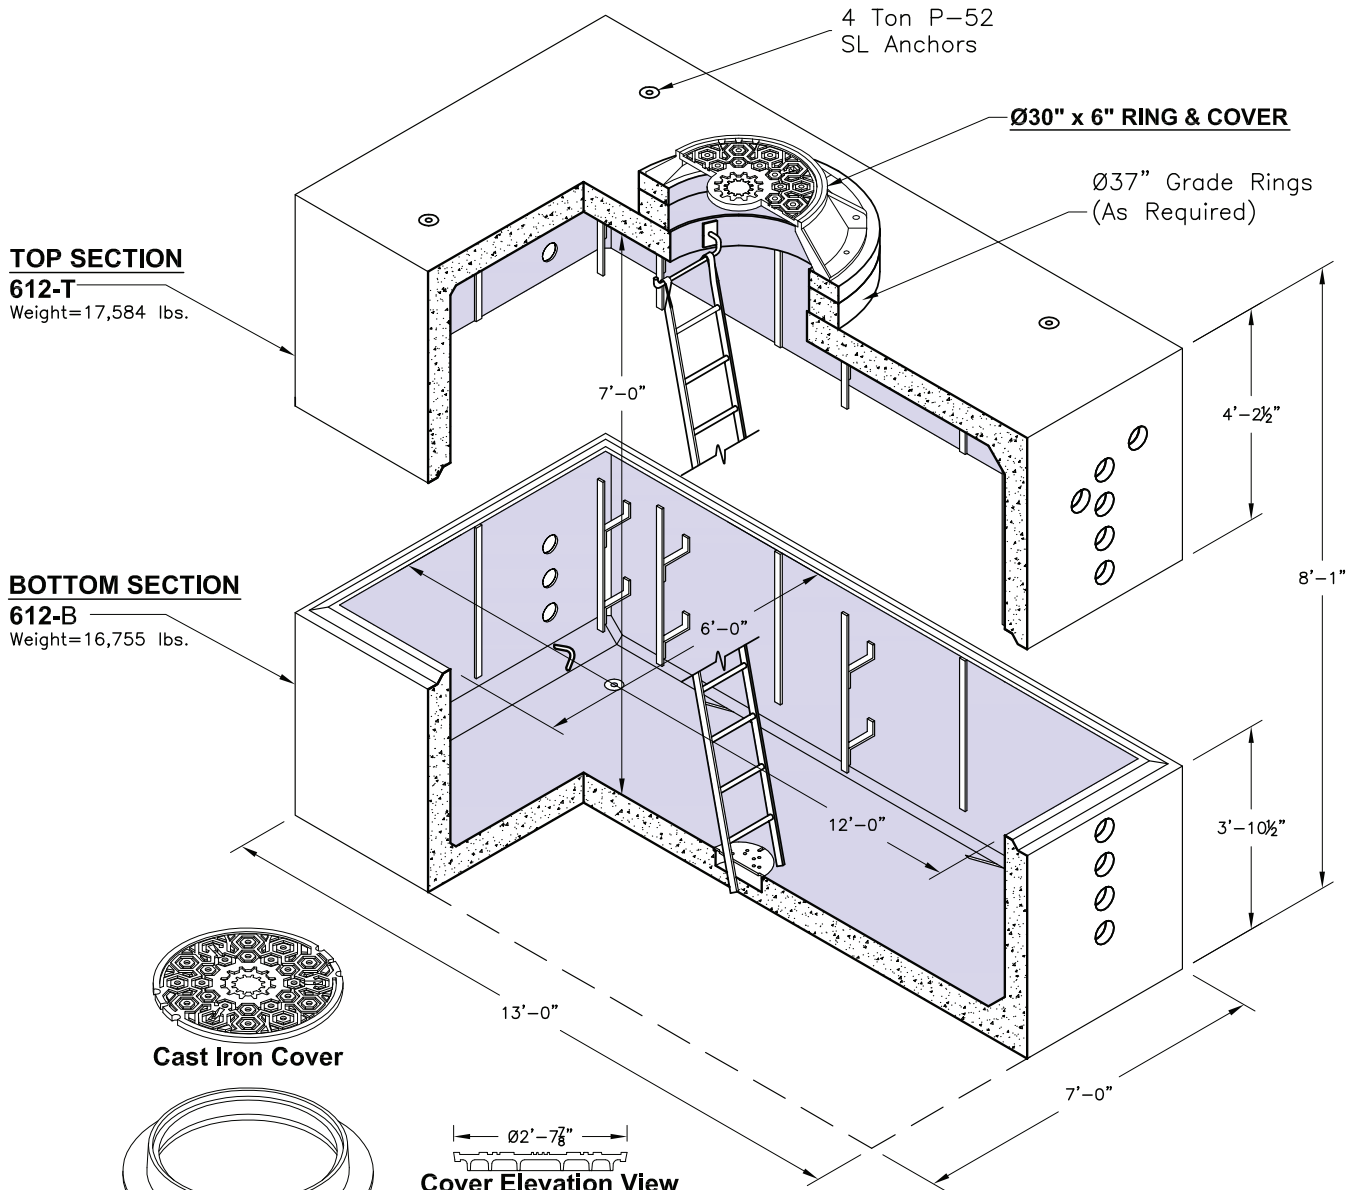 4 Ton P-52
SL Anchors
Ø30" x 6" RING & COVER
Ø37" Grade Rings
(As Required)
TOP SECTION
612-T
Weight=17,584 lbs.
7'-0"
4'-2½"
8'-1"
BOTTOM SECTION
612-B
Weight=16,755 lbs.
6'-0"
12'-0"
3'-10½"
13'-0"
7'-0"
Cast Iron Cover
Ø2'-7⅞"
Cover Elevation View